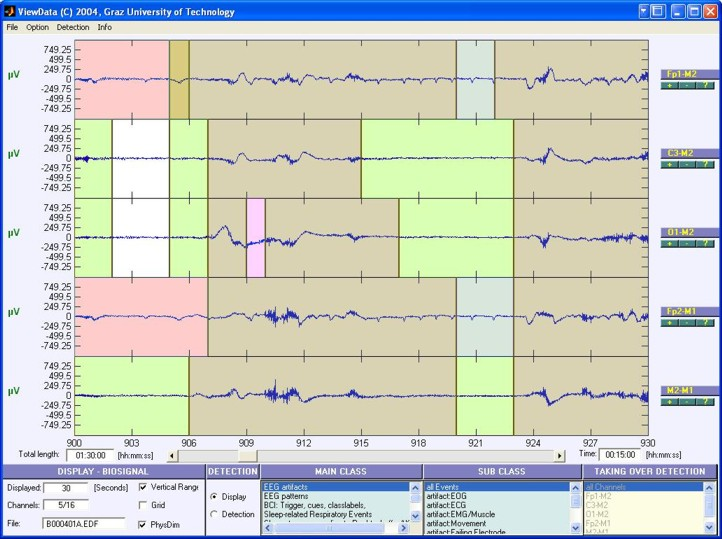 ViewData (C) 2004, Graz University of Technology
File Option Detection Info
749.25
499.5
249.75
0
-249.75
-499.5
-749.25
µV
Fp1-M2
+ - ?
749.25
499.5
249.75
0
-249.75
499.5
749.25
µV
C3-M2
+ - ?
749.25
499.5
249.75
0
-249.75
499.5
749.25
µV
O1-M2
+ - ?
749.25
499.5
249.75
0
-249.75
-499.5
-749.25
µV
Fp2-M1
+ - ?
749.25
499.5
249.75
0
-249.75
-499.5
-749.25
µV
M2-M1
+ - ?
900 903 906 909 912 915 918 921 924 927 930
Total length: 01:30:00 [hh:mm:ss] Time: 00:15:00 [hh:mm:ss]
DISPLAY - BIOSIGNAL DETECTION MAIN CLASS SUB CLASS TAKING OVER DETECTION
Displayed: 30 [Seconds]
Channels: 5/16
File: B000401A.EDF
Vertical Range
Grid
PhysDim
Display
Detection
EEG artifacts
EEG patterns
BCI: Trigger, cues, classlabels,
Sleep-related Respiratory Events
all Events
artifact:EOG
artifact:ECG
artifact:EMG/Muscle
artifact:Movement
artifact:Failing Electrode
all Channels
Fp1-M2
C3-M2
O1-M2
Fp2-M1